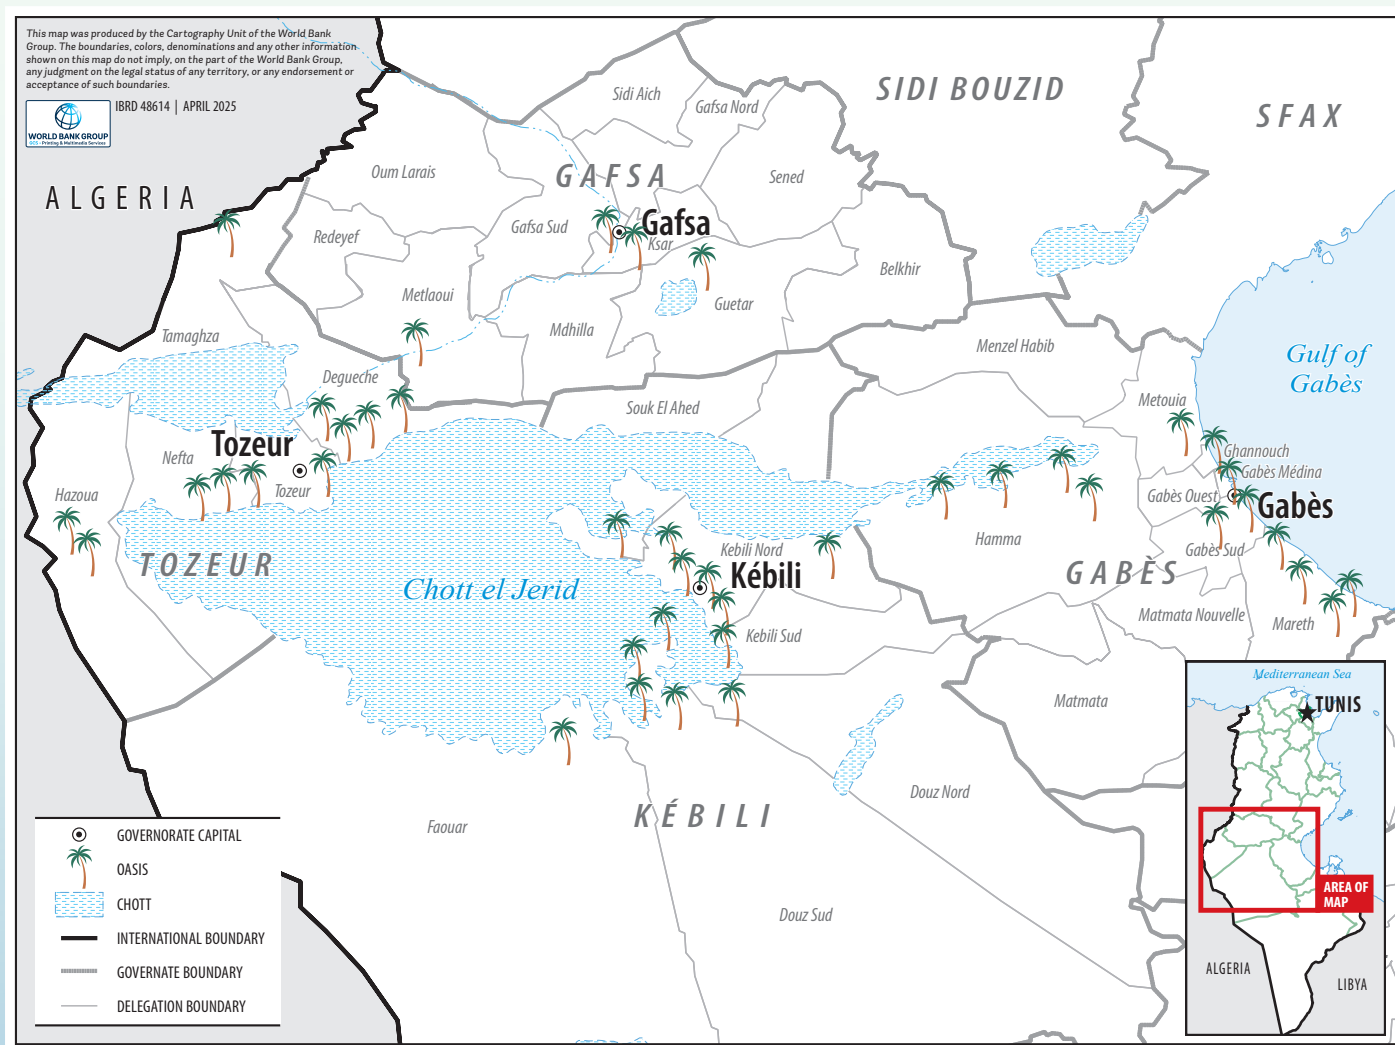 This map was produced by the Cartography Unit of the World Bank
Group. The boundaries, colors, denominations and any other information
shown on this map do not imply, on the part of the World Bank Group,
any judgment on the legal status of any territory, or any endorsement or
acceptance of such boundaries.
IBRD 48614 | APRIL 2025
WORLD BANK GROUP
GCS - Printing & Multimedia Services
SIDI BOUZID
SFAX
ALGERIA
Sidi Aich
Gafsa Nord
Oum Larais
GAFSA
Sened
Redeyef
Gafsa Sud
Gafsa
Ksar
Belkhir
Metlaoui
Guetar
Mdhilla
Tamaghza
Menzel Habib
Gulf of
Gabès
Degueche
Souk El Ahed
Metouia
Tozeur
Nefta
Tozeur
Hazoua
Ghannouch
Gabès Médina
Gabès Ouest
Gabès
Hamma
Gabès Sud
Kebili Nord
TOZEUR
GABÈS
Kébili
Chott el Jerid
Kebili Sud
Matmata Nouvelle
Mareth
Matmata
Douz Nord
KÉBILI
Faouar
Douz Sud
GOVERNORATE CAPITAL
OASIS
CHOTT
INTERNATIONAL BOUNDARY
GOVERNATE BOUNDARY
DELEGATION BOUNDARY
Mediterranean Sea
TUNIS
AREA OF
MAP
ALGERIA
LIBYA